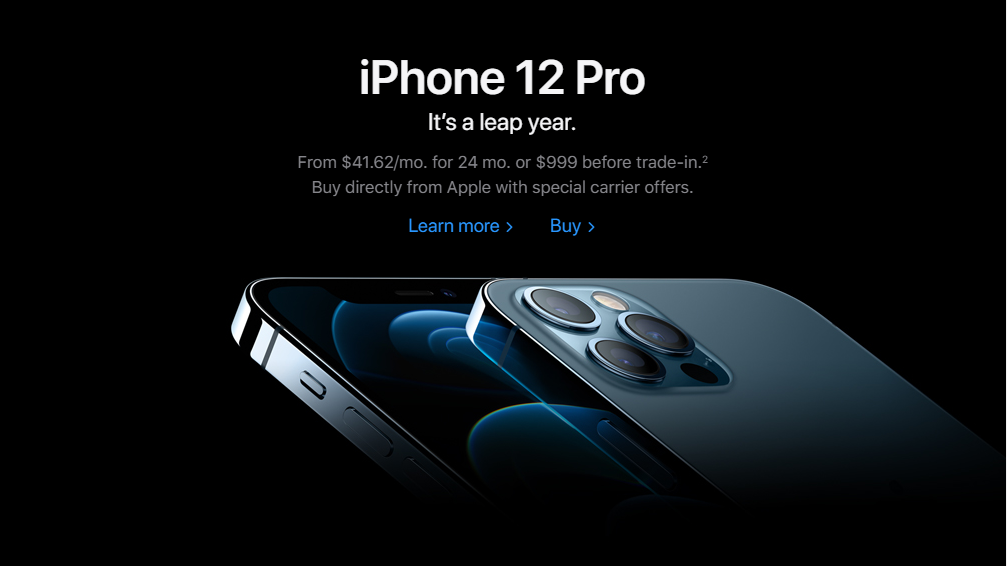 iPhone 12 Pro
It’s a leap year.
From $41.62/mo. for 24 mo. or $999 before trade-in.²
Buy directly from Apple with special carrier offers.
Learn more > Buy >